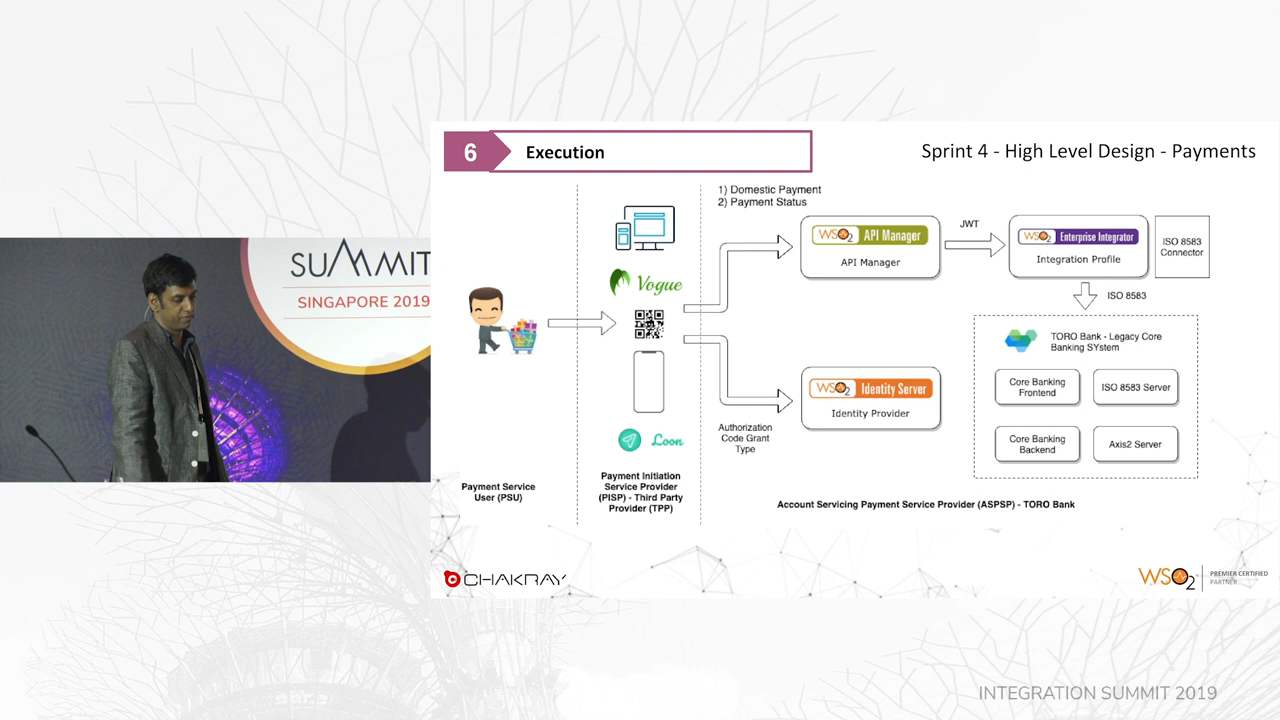 SUMMIT
SINGAPORE 2019
6
Execution
Sprint 4 - High Level Design - Payments
1) Domestic Payment
2) Payment Status
WSO2 API Manager
API Manager
JWT
WSO2 Enterprise Integrator
Integration Profile
ISO 8583
Connector
ISO 8583
Vogue
TORO Bank - Legacy Core
Banking SYstem
Core Banking
Frontend
ISO 8583 Server
Core Banking
Backend
Axis2 Server
WSO2 Identity Server
Identity Provider
Authorization
Code Grant
Type
Loon
Payment Service
User (PSU)
Payment Initiation
Service Provider
(PISP) - Third Party
Provider (TPP)
Account Servicing Payment Service Provider (ASPSP) - TORO Bank
CHAKRAY
WSO2
PREMIER CERTIFIED
PARTNER
INTEGRATION SUMMIT 2019